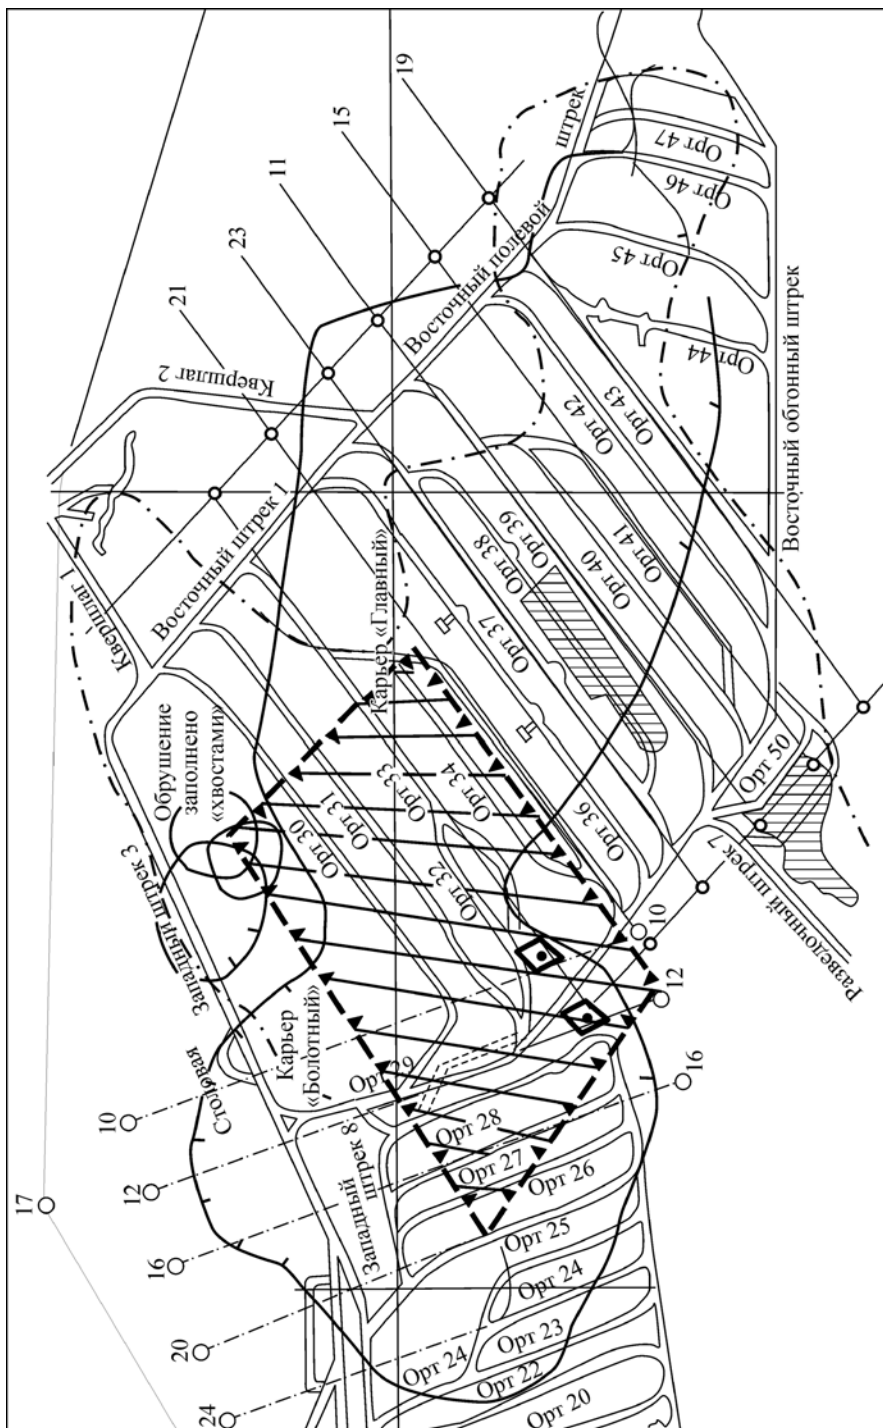 19
15
11
23
21
17
штрек
Орт 47
Орт 46
Орт 45
Орт 44
Восточный полевой
Восточный обгонный штрек
Квершлаг 2
Квершлаг 1
Восточный штрек 1
Карьер «Главный»
Орт 43
Орт 42
Орт 41
Орт 40
Орт 39
Орт 38
Орт 37
Орт 36
Орт 50
Разведочный штрек 7
Обрушение
заполнено
«хвостами»
Западный штрек 3
Орт 34
Орт 33
Орт 31
Орт 30
Орт 32
Столовая
Карьер
«Болотный»
Орт 29
Западный
штрек 8
Орт 28
Орт 27
Орт 26
Орт 25
Орт 24
Орт 24
Орт 23
Орт 22
Орт 20
10
12
16
20
24
10
12
16